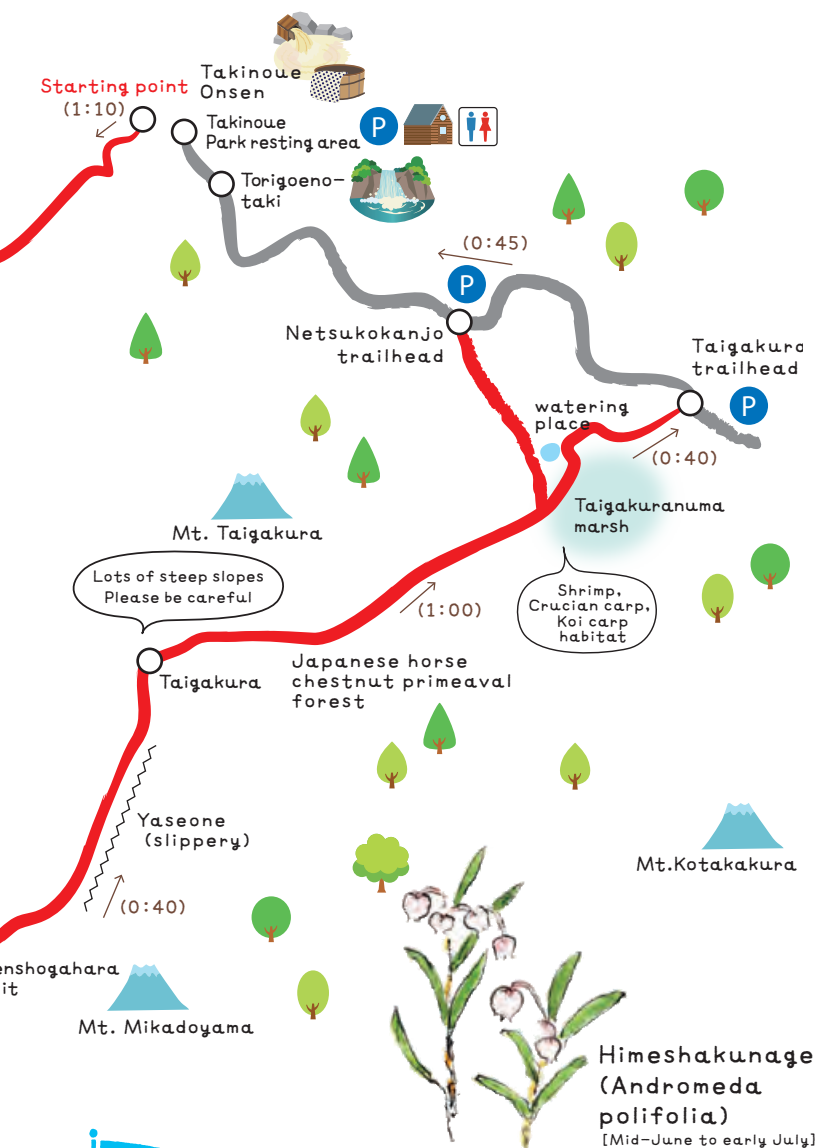 Starting point
(1:10)
Takinoue
Onsen
Takinoue
Park resting area
P
Torigoeno-
taki
(0:45)
P
Netsukokanjo
trailhead
Taigakura
trailhead
P
watering
place
(0:40)
Taigakuranuma
marsh
Mt. Taigakura
Lots of steep slopes
Please be careful
Shrimp,
Crucian carp,
Koi carp
habitat
(1:00)
Taigakura
Japanese horse
chestnut primeaval
forest
Yaseone
(slippery)
Mt.Kotakakura
(0:40)
enshogahara
it
Mt. Mikadoyama
Himeshakunage
(Andromeda
polifolia)
[Mid-June to early July]